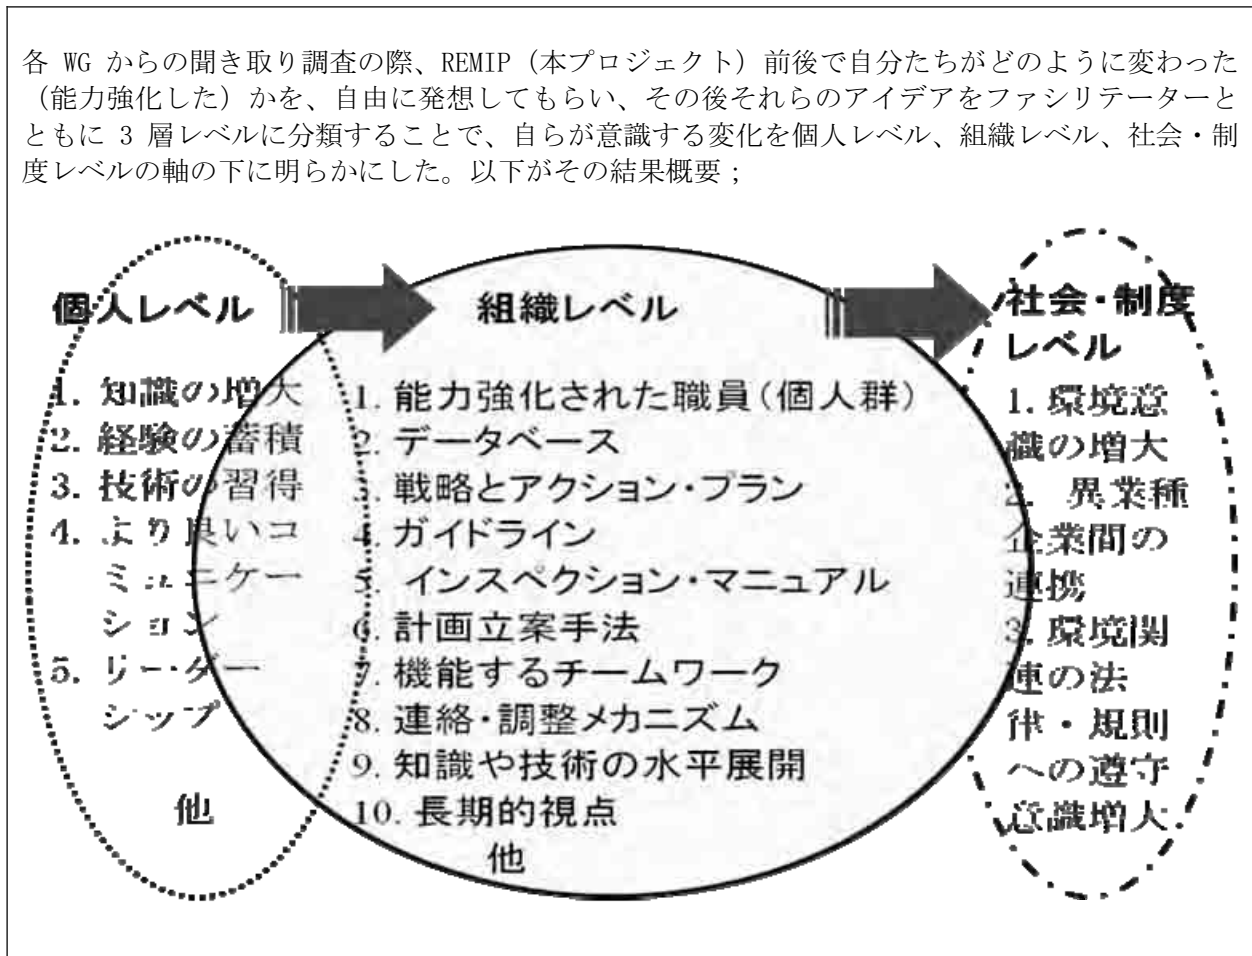 各 WG からの聞き取り調査の際、REMIP（本プロジェクト）前後で自分たちがどのように変わった
（能力強化した）かを、自由に発想してもらい、その後それらのアイデアをファシリテーターと
ともに 3 層レベルに分類することで、自らが意識する変化を個人レベル、組織レベル、社会・制
度レベルの軸の下に明らかにした。以下がその結果概要；
個人レベル
1. 知識の増大
2. 経験の蓄積
3. 技術の習得
4. より良いコ
ミュニケー
ション
5. リーダー
シップ
他
組織レベル
1. 能力強化された職員（個人群）
2. データベース
3. 戦略とアクション・プラン
4. ガイドライン
5. インスペクション・マニュアル
6. 計画立案手法
7. 機能するチームワーク
8. 連絡・調整メカニズム
9. 知識や技術の水平展開
10. 長期的視点
他
社会・制度
レベル
1. 環境意
識の増大
2. 異業種
企業間の
連携
3. 環境関
連の法
律・規則
への遵守
意識増大